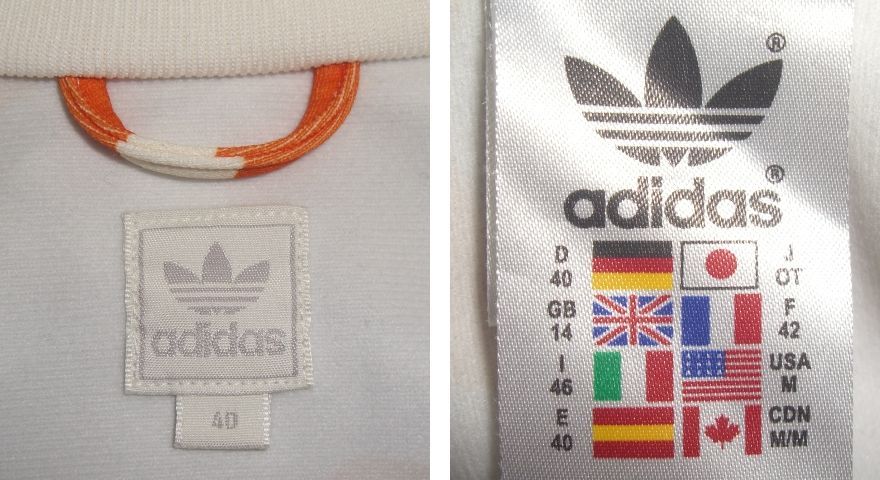 adidas
40
®
®
adidas
D
40
J
OT
GB
14
F
42
I
46
USA
M
E
40
CDN
M/M